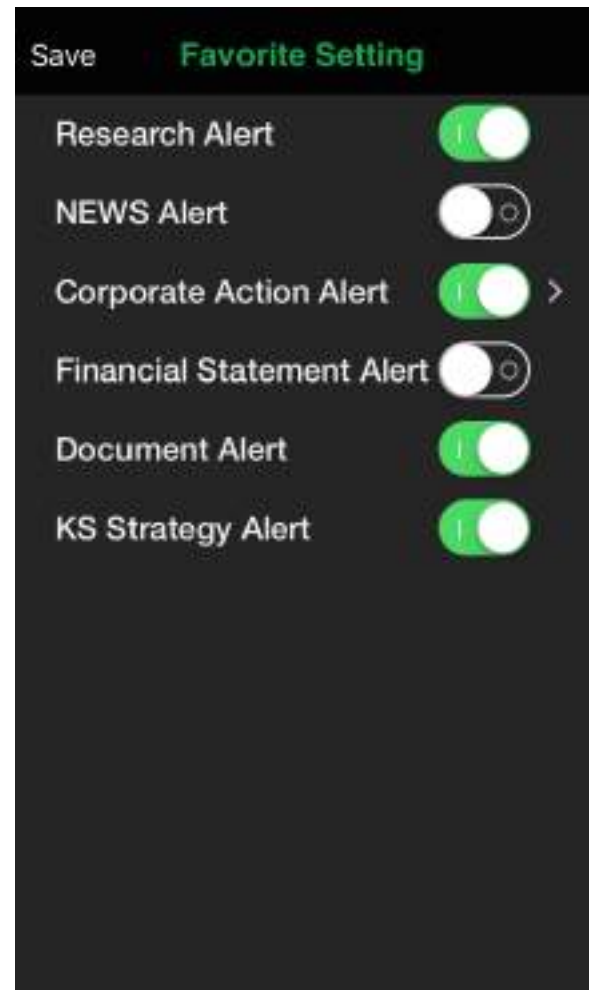 Save Favorite Setting
Research Alert
NEWS Alert
Corporate Action Alert
Financial Statement Alert
Document Alert
KS Strategy Alert